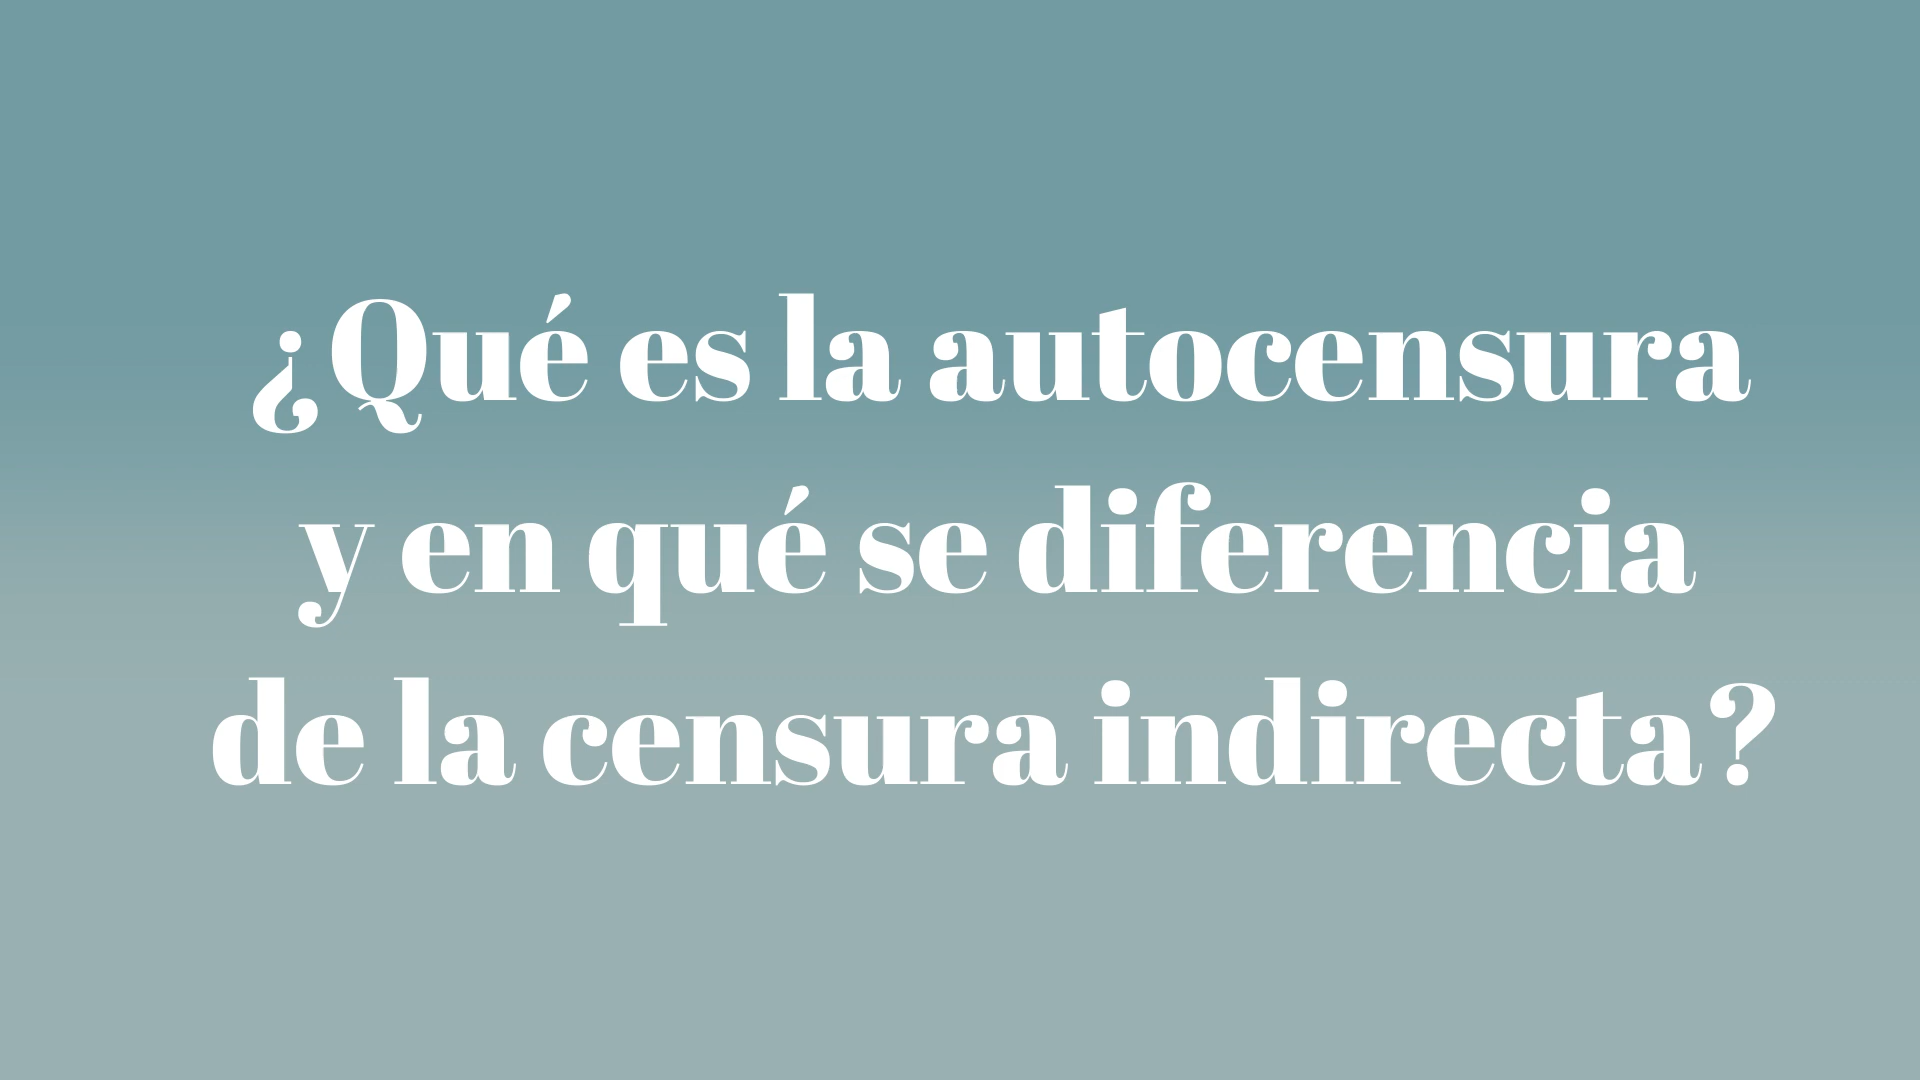 ¿Qué es la autocensura
y en qué se diferencia
de la censura indirecta?